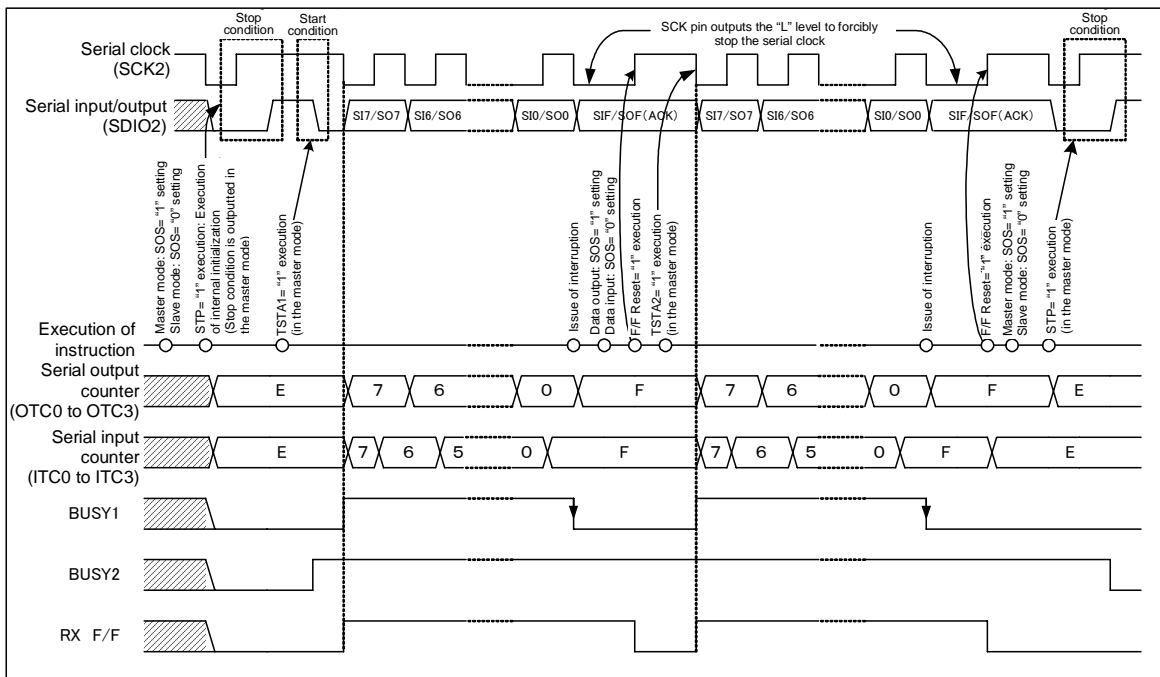 Stop
condition
Start
condition
SCK pin outputs the “L” level to forcibly
stop the serial clock
Stop
condition
Serial clock
(SCK2)
Serial input/output
(SDIO2)
SI7/SO7
SI6/SO6
SI0/SO0
SIF/SOF(ACK)
SI7/SO7
SI6/SO6
SI0/SO0
SIF/SOF(ACK)
Master mode: SOS= “1” setting
Slave mode: SOS= “0” setting
STP= “1” execution: Execution
of internal initialization
(Stop condition is outputted in
the master mode)
TSTA1= “1” execution
(in the master mode)
Issue of interruption
Data output: SOS= “1” setting
Data input: SOS= “0” setting
F/F Reset= “1” execution
TSTA2= “1” execution
(in the master mode)
Issue of interruption
F/F Reset= “1” execution
Master mode: SOS= “1” setting
Slave mode: SOS= “0” setting
STP= “1” execution
(in the master mode)
Execution of
instruction
Serial output
counter
(OTC0 to OTC3)
E 7 6 0 F 7 6 0 F E
Serial input
counter
(ITC0 to ITC3)
E 7 6 5 0 F 7 6 5 0 F E
BUSY1
BUSY2
RX F/F